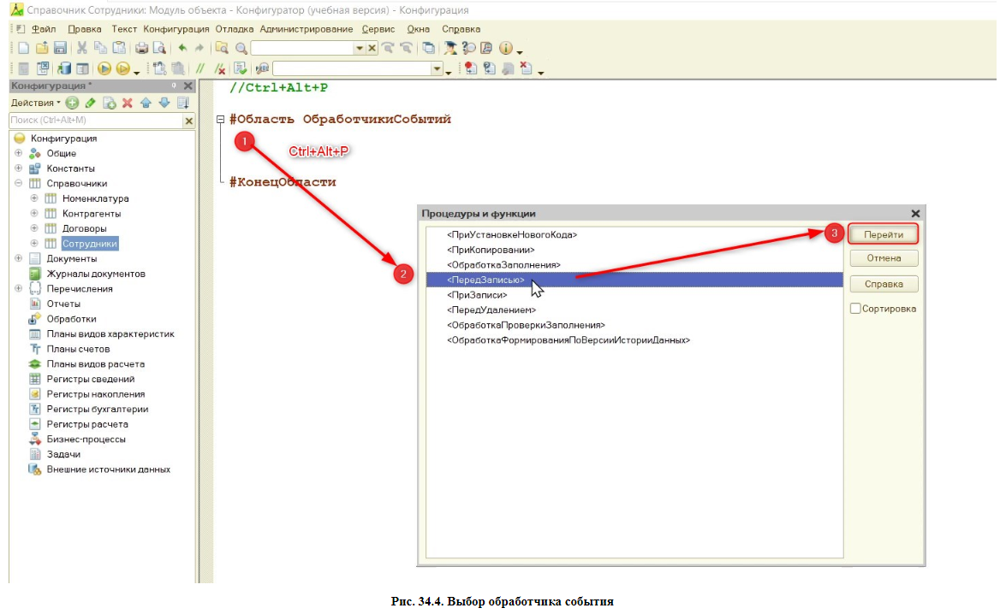 Справочник Сотрудники: Модуль объекта - Конфигуратор (учебная версия) - Конфигурация
Файл Правка Текст Конфигурация Отладка Администрирование Сервис Окна Справка
Конфигурация *
Действия
Поиск (Ctrl+Alt+M)
Конфигурация
Общие
Константы
Справочники
Номенклатура
Контрагенты
Договоры
Сотрудники
Документы
Журналы документов
Перечисления
Отчеты
Обработки
Планы видов характеристик
Планы счетов
Планы видов расчета
Регистры сведений
Регистры накопления
Регистры бухгалтерии
Регистры расчета
Бизнес-процессы
Задачи
Внешние источники данных
//Ctrl+Alt+P
#Область ОбработчикиСобытий
1
Ctrl+Alt+P
#КонецОбласти
2
Процедуры и функции
<ПриУстановкеНовогоКода>
<ПриКопировании>
<ОбработкаЗаполнения>
<ПередЗаписью>
<ПриЗаписи>
<ПередУдалением>
<ОбработкаПроверкиЗаполнения>
<ОбработкаФормированияПоВерсииИсторииДанных>
3
Перейти
Отмена
Справка
Сортировка
Рис. 34.4. Выбор обработчика события